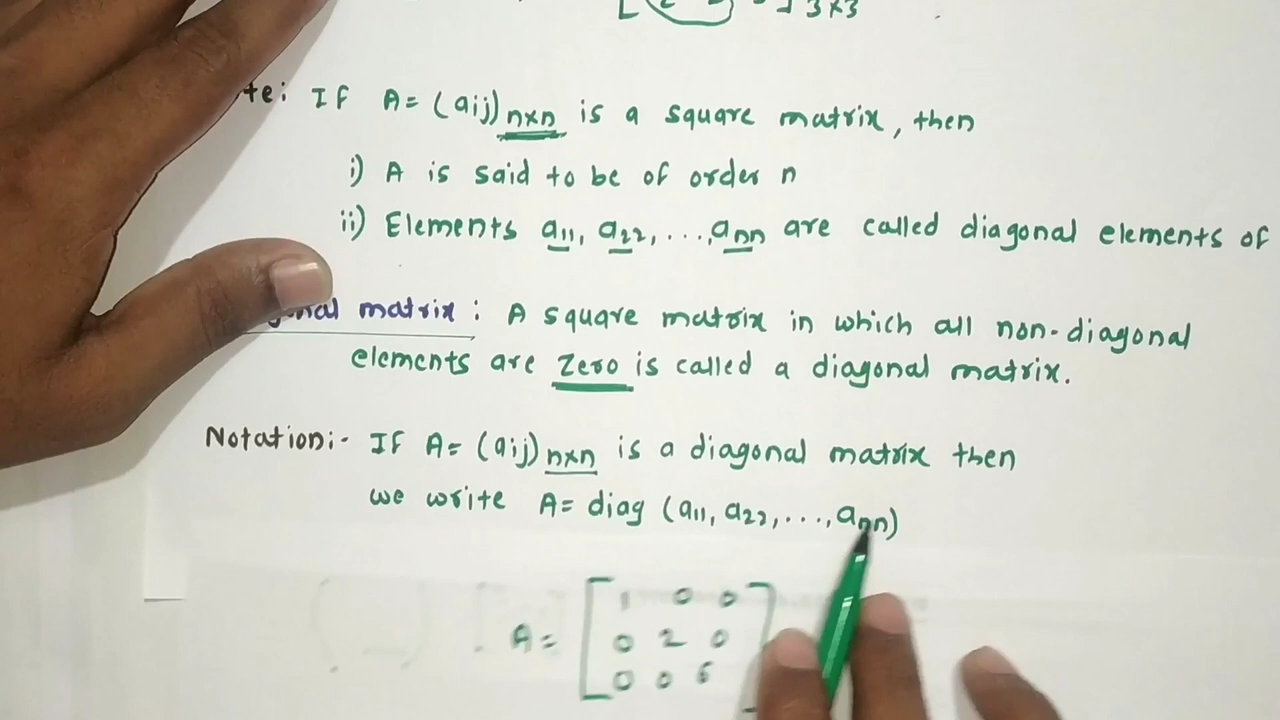 3x3
te: If A= (aij)nxn is a square matrix, then
i) A is said to be of order n
ii) Elements a11, a22, ...,ann are called diagonal elements of
nal matrix: A square matrix in which all non-diagonal
elements are zero is called a diagonal matrix.
Notation:- If A= (aij)nxn is a diagonal matrix then
we write A= diag (a11, a22, ..., ann)
1 0 0
A= 0 2 0
0 0 6